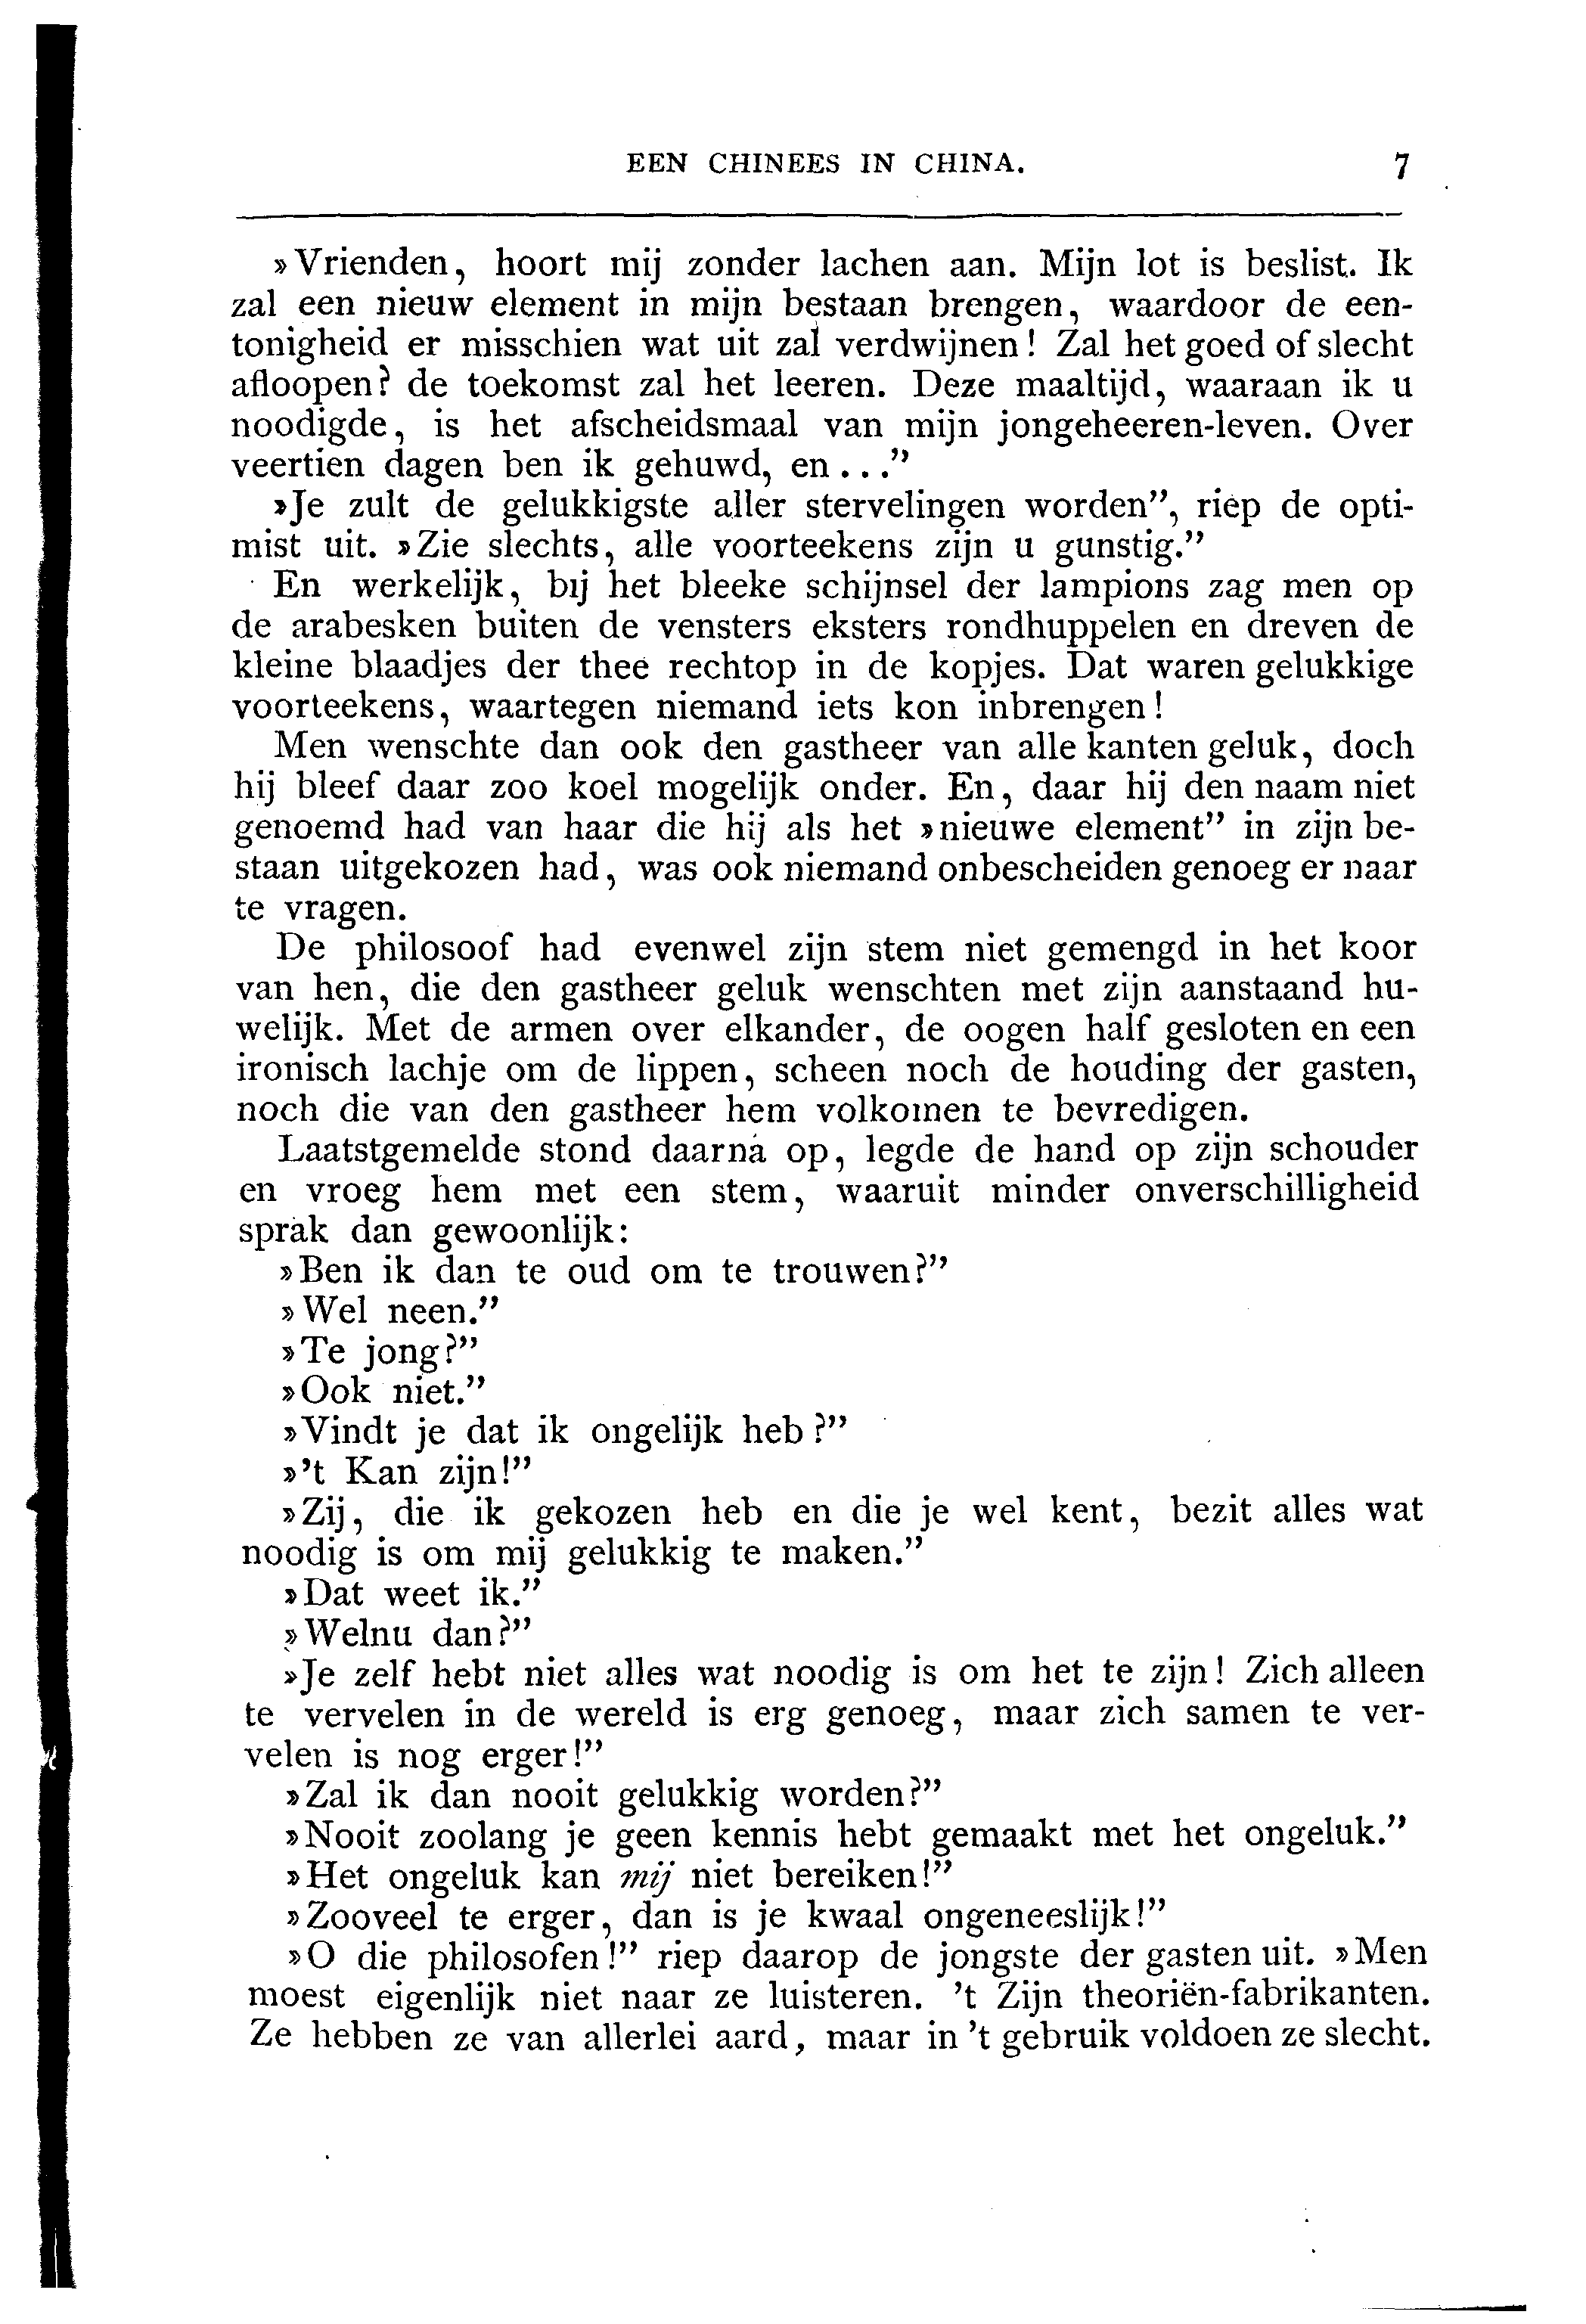 EEN CHINEES IN CHINA. 7
»Vrienden, hoort mij zonder lachen aan. Mijn lot is beslist. Ik
zal een nieuw element in mijn bestaan brengen, waardoor de een-
tonigheid er misschien wat uit zal verdwijnen! Zal het goed of slecht
afloopen? de toekomst zal het leeren. Deze maaltijd, waaraan ik u
noodigde, is het afscheidsmaal van mijn jongeheeren-leven. Over
veertien dagen ben ik gehuwd, en ..."
»Je zult de gelukkigste aller stervelingen worden", riep de opti-
mist uit. »Zie slechts, alle voorteekens zijn u gunstig."
En werkelijk, bij het bleeke schijnsel der lampions zag men op
de arabesken buiten de vensters eksters rondhuppelen en dreven de
kleine blaadjes der thee rechtop in de kopjes. Dat waren gelukkige
voorteekens, waartegen niemand iets kon inbrengen!
Men wenschte dan ook den gastheer van alle kanten geluk, doch
hij bleef daar zoo koel mogelijk onder. En, daar hij den naam niet
genoemd had van haar die hij als het »nieuwe element" in zijn be-
staan uitgekozen had, was ook niemand onbescheiden genoeg er naar
te vragen.
De philosoof had evenwel zijn stem niet gemengd in het koor
van hen, die den gastheer geluk wenschten met zijn aanstaand hu-
welijk. Met de armen over elkander, de oogen half gesloten en een
ironisch lachje om de lippen, scheen noch de houding der gasten,
noch die van den gastheer hem volkomen te bevredigen.
Laatstgemelde stond daarna op, legde de hand op zijn schouder
en vroeg hem met een stem, waaruit minder onverschilligheid
sprak dan gewoonlijk:
»Ben ik dan te oud om te trouwen?"
»Wel neen."
»Te jong?"
»Ook niet."
»Vindt je dat ik ongelijk heb?"
»'t Kan zijn!"
»Zij, die ik gekozen heb en die je wel kent, bezit alles wat
noodig is om mij gelukkig te maken."
»Dat weet ik."
»Welnu dan?"
»Je zelf hebt niet alles wat noodig is om het te zijn! Zich alleen
te vervelen in de wereld is erg genoeg, maar zich samen te ver-
velen is nog erger!"
»Zal ik dan nooit gelukkig worden?"
»Nooit zoolang je geen kennis hebt gemaakt met het ongeluk."
»Het ongeluk kan mij niet bereiken!"
»Zooveel te erger, dan is je kwaal ongeneeslijk!"
»O die philosofen!" riep daarop de jongste der gasten uit. »Men
moest eigenlijk niet naar ze luisteren. 't Zijn theoriën-fabrikanten.
Ze hebben ze van allerlei aard, maar in 't gebruik voldoen ze slecht.